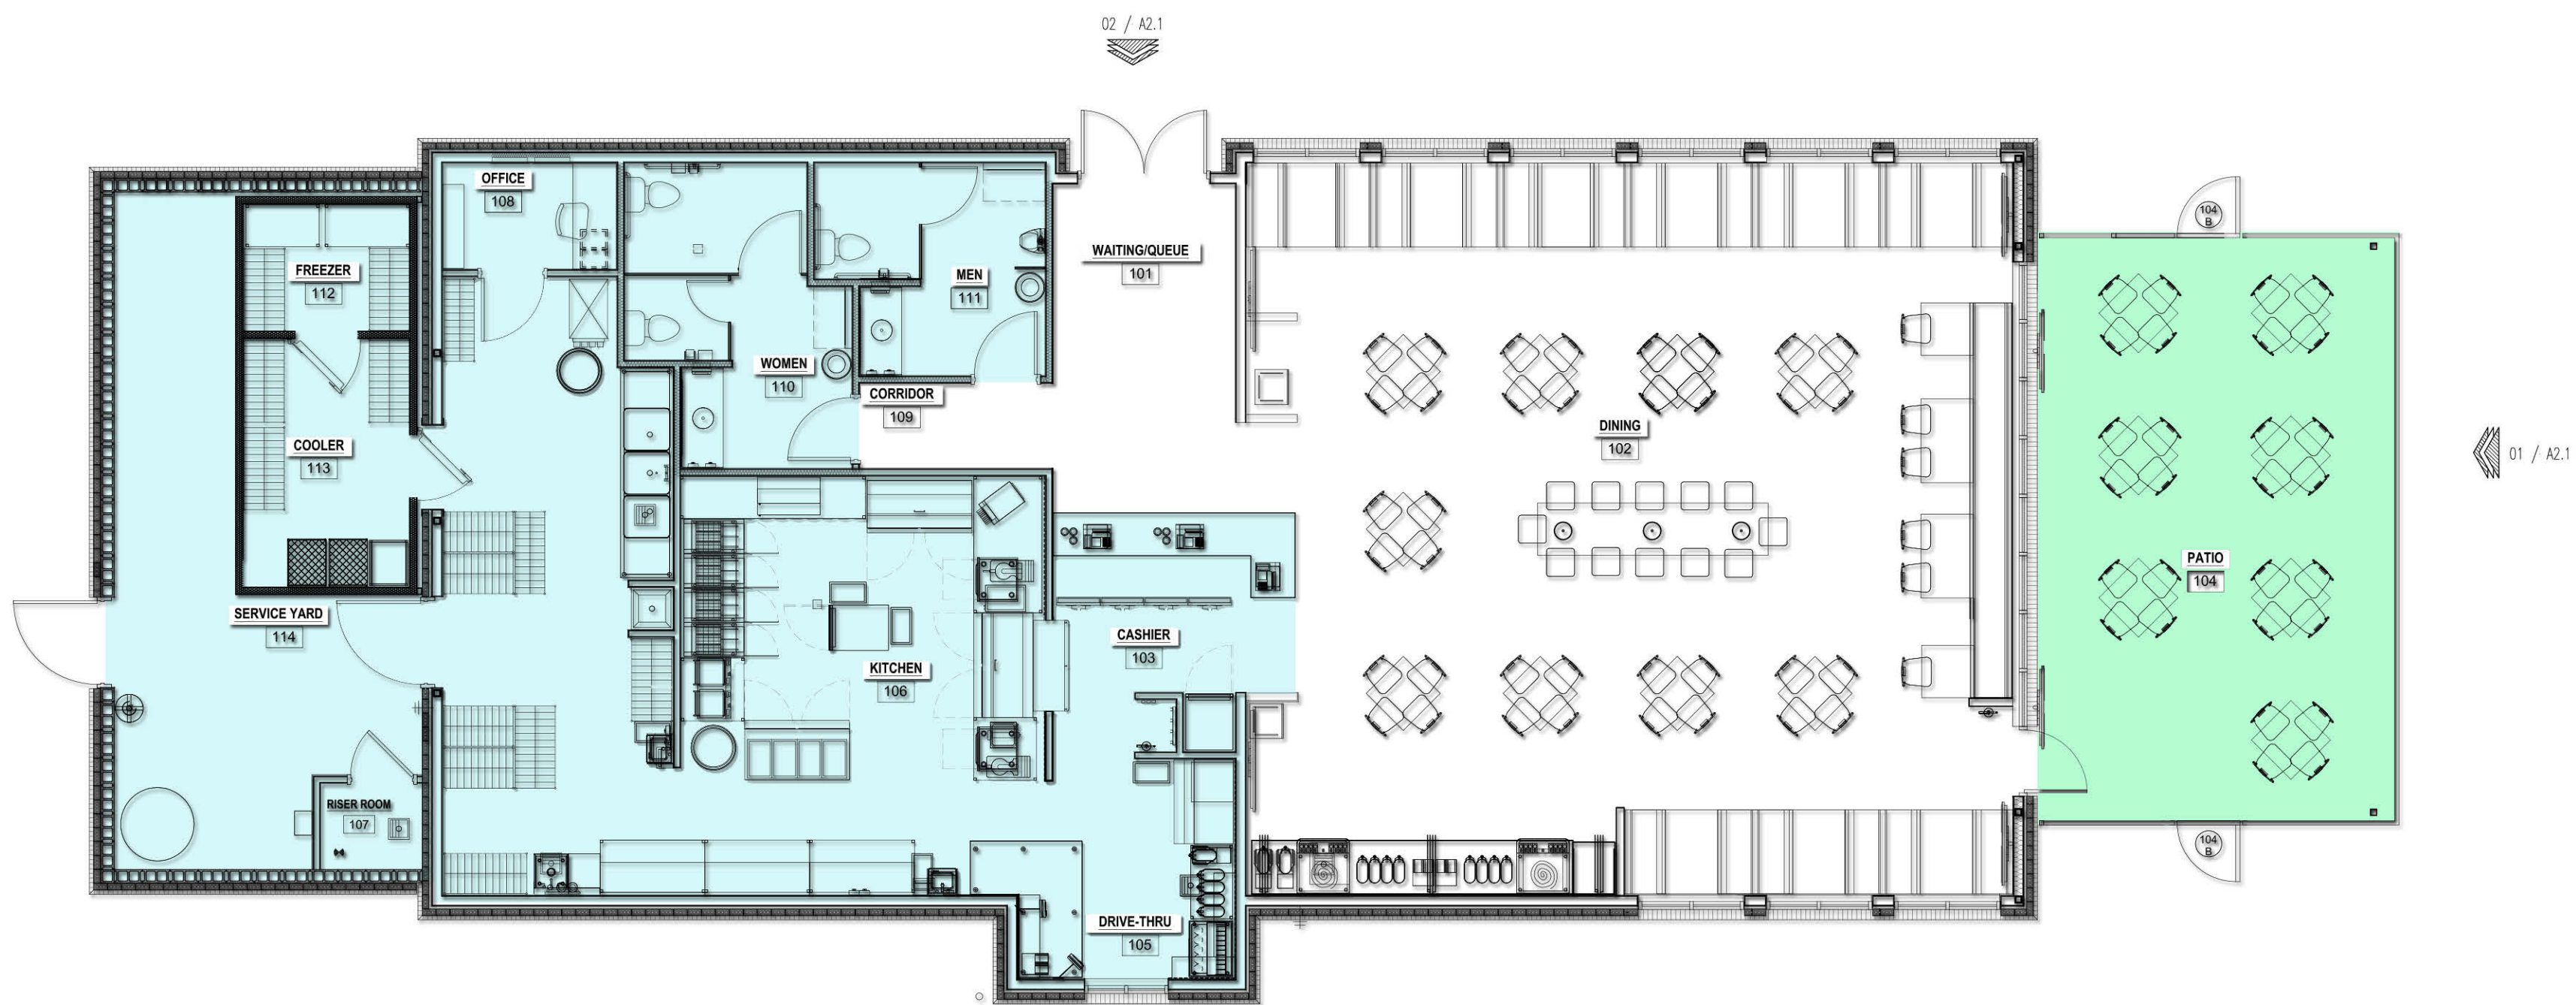 02 / A2.1
OFFICE
108
104
B
FREEZER
112
WAITING/QUEUE
101
MEN
111
WOMEN
110
CORRIDOR
109
DINING
102
COOLER
113
01 / A2.1
PATIO
104
SERVICE YARD
114
CASHIER
103
KITCHEN
106
RISER ROOM
107
104
B
DRIVE-THRU
105